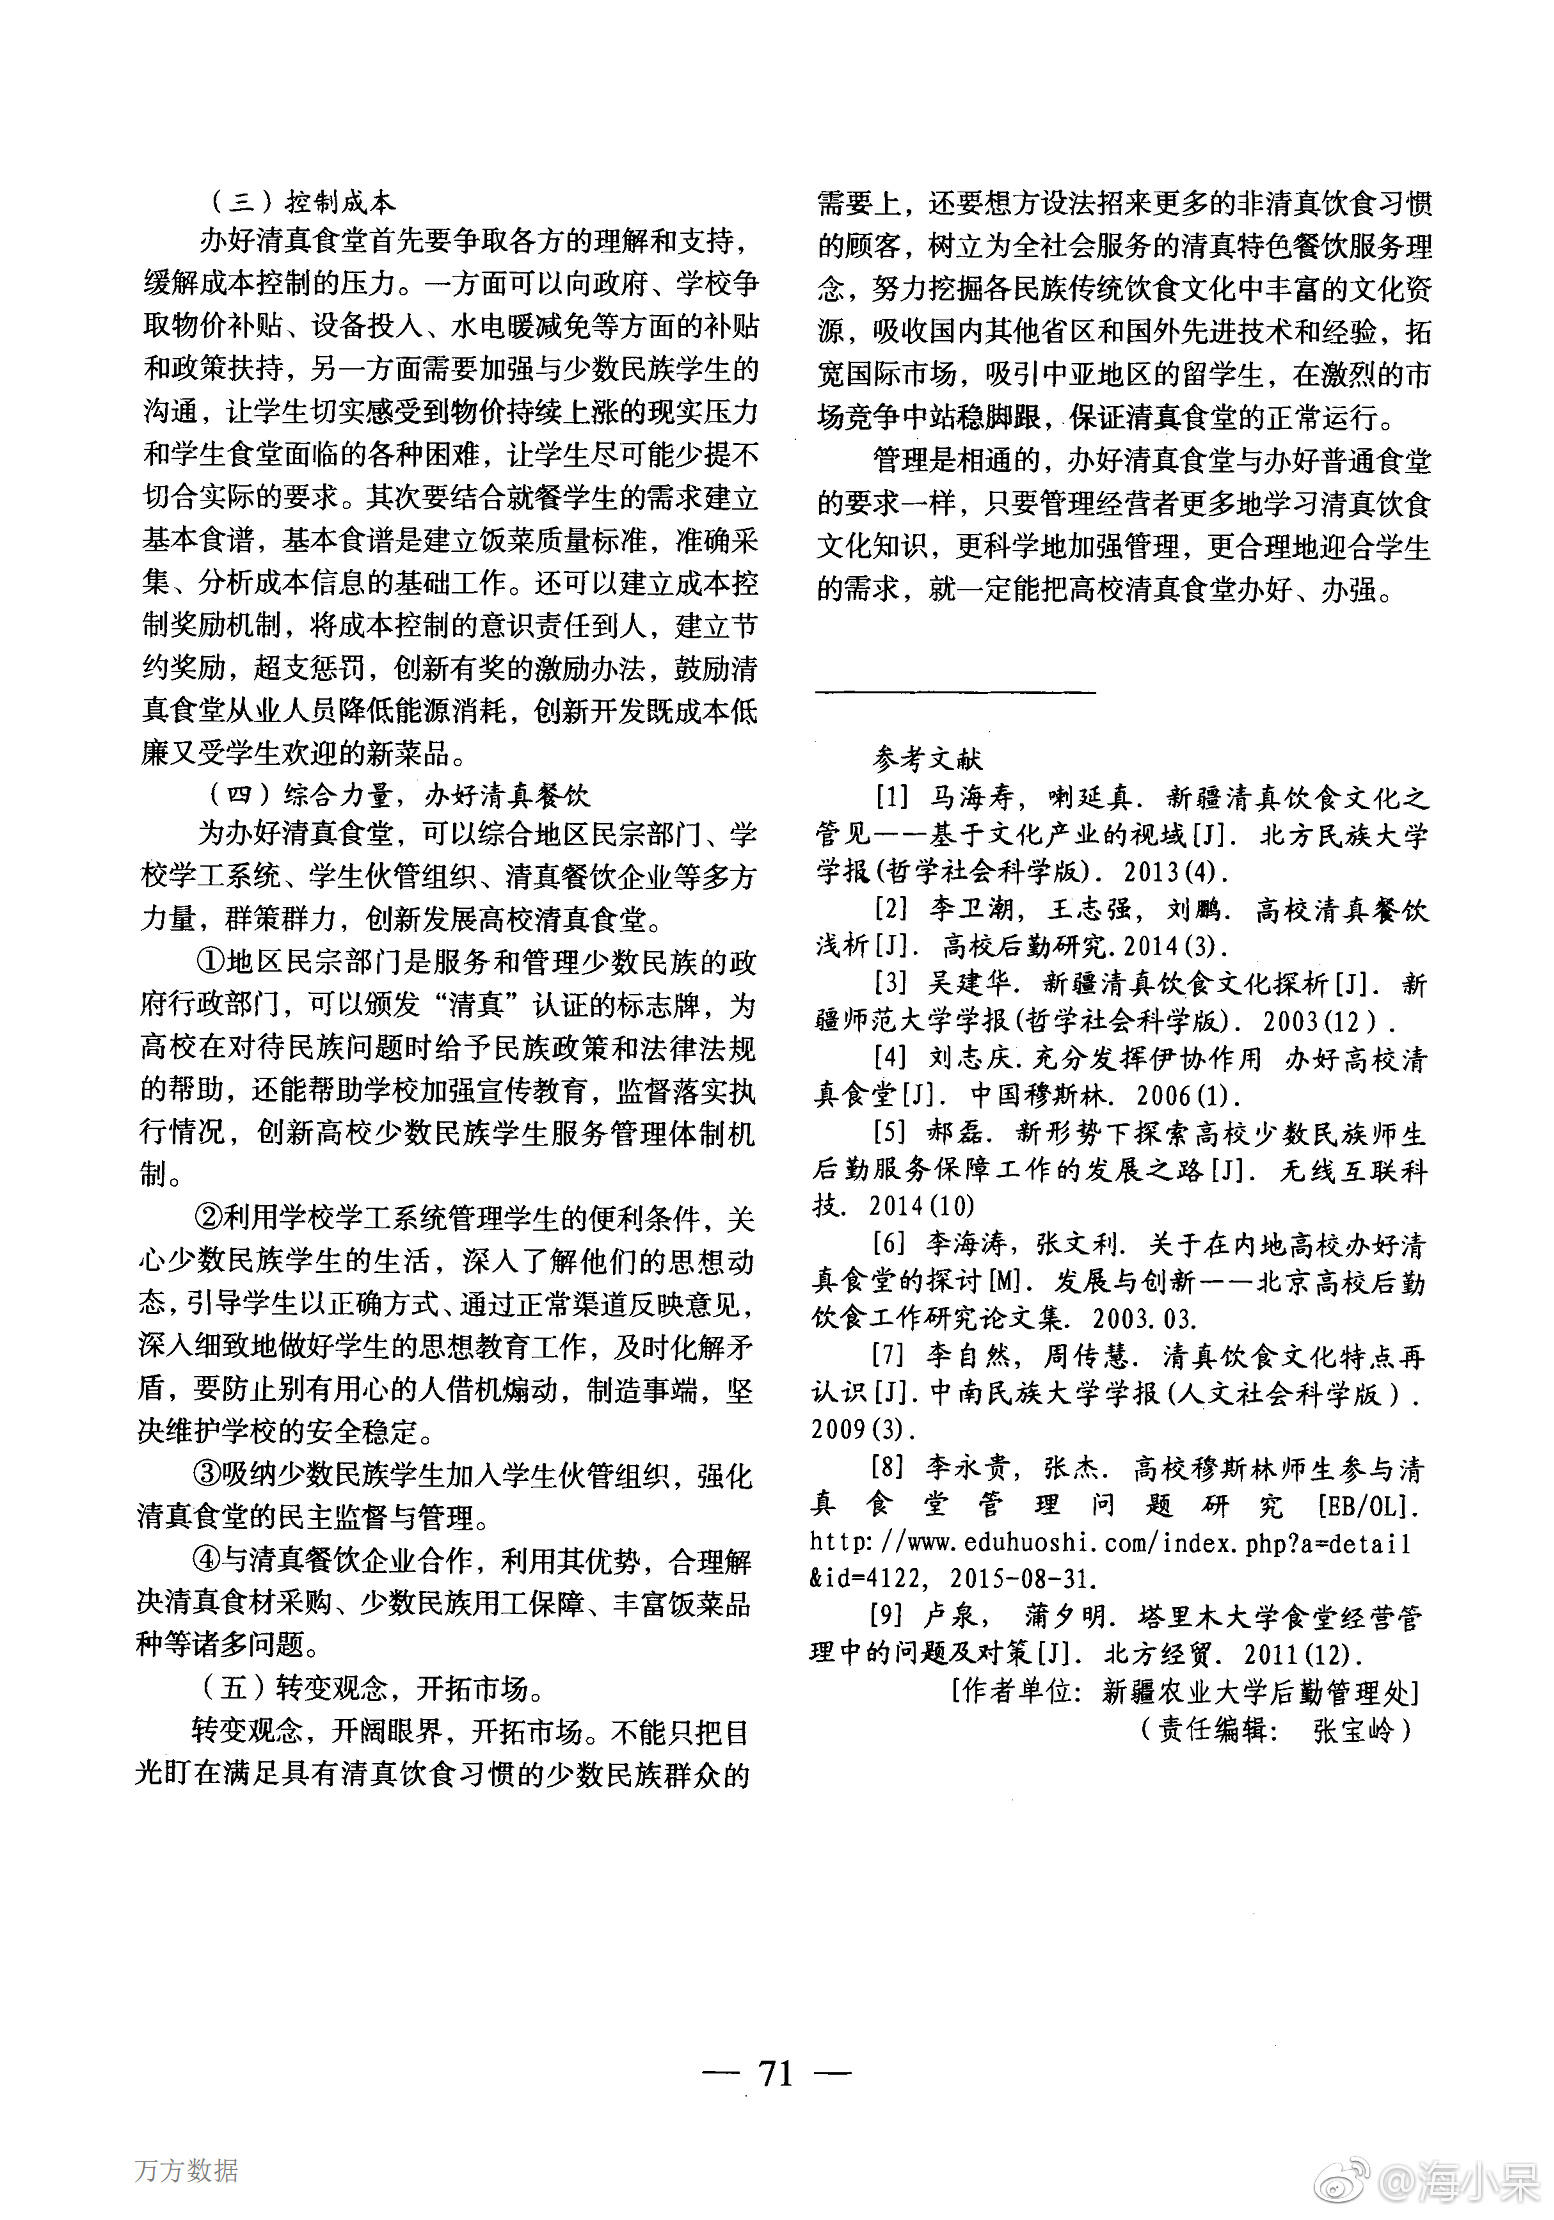 （三）控制成本
办好清真食堂首先要争取各方的理解和支持，
缓解成本控制的压力。一方面可以向政府、学校争
取物价补贴、设备投入、水电暖减免等方面的补贴
和政策扶持，另一方面需要加强与少数民族学生的
沟通，让学生切实感受到物价持续上涨的现实压力
和学生食堂面临的各种困难，让学生尽可能少提不
切合实际的要求。其次要结合就餐学生的需求建立
基本食谱，基本食谱是建立饭菜质量标准，准确采
集、分析成本信息的基础工作。还可以建立成本控
制奖励机制，将成本控制的意识责任到人，建立节
约奖励，超支惩罚，创新有奖的激励办法，鼓励清
真食堂从业人员降低能源消耗，创新开发既成本低
廉又受学生欢迎的新菜品。
（四）综合力量，办好清真餐饮
为办好清真食堂，可以综合地区民宗部门、学
校学工系统、学生伙管组织、清真餐饮企业等多方
力量，群策群力，创新发展高校清真食堂。
①地区民宗部门是服务和管理少数民族的政
府行政部门，可以颁发“清真”认证的标志牌，为
高校在对待民族问题时给予民族政策和法律法规
的帮助，还能帮助学校加强宣传教育，监督落实执
行情况，创新高校少数民族学生服务管理体制机
制。
②利用学校学工系统管理学生的便利条件，关
心少数民族学生的生活，深入了解他们的思想动
态，引导学生以正确方式、通过正常渠道反映意见，
深入细致地做好学生的思想教育工作，及时化解矛
盾，要防止别有用心的人借机煽动，制造事端，坚
决维护学校的安全稳定。
③吸纳少数民族学生加入学生伙管组织，强化
清真食堂的民主监督与管理。
④与清真餐饮企业合作，利用其优势，合理解
决清真食材采购、少数民族用工保障、丰富饭菜品
种等诸多问题。
（五）转变观念，开拓市场。
转变观念，开阔眼界，开拓市场。不能只把目
光盯在满足具有清真饮食习惯的少数民族群众的
需要上，还要想方设法招来更多的非清真饮食习惯
的顾客，树立为全社会服务的清真特色餐饮服务理
念，努力挖掘各民族传统饮食文化中丰富的文化资
源，吸收国内其他省区和国外先进技术和经验，拓
宽国际市场，吸引中亚地区的留学生，在激烈的市
场竞争中站稳脚跟，保证清真食堂的正常运行。
管理是相通的，办好清真食堂与办好普通食堂
的要求一样，只要管理经营者更多地学习清真饮食
文化知识，更科学地加强管理，更合理地迎合学生
的需求，就一定能把高校清真食堂办好、办强。
参考文献
[1] 马海寿，喇延真. 新疆清真饮食文化之
管见——基于文化产业的视域[J]. 北方民族大学
学报(哲学社会科学版). 2013(4).
[2] 李卫潮，王志强，刘鹏. 高校清真餐饮
浅析[J]. 高校后勤研究.2014(3).
[3] 吴建华. 新疆清真饮食文化探析[J]. 新
疆师范大学学报(哲学社会科学版). 2003(12).
[4] 刘志庆.充分发挥伊协作用 办好高校清
真食堂[J]. 中国穆斯林. 2006(1).
[5] 郝磊. 新形势下探索高校少数民族师生
后勤服务保障工作的发展之路[J]. 无线互联科
技. 2014(10)
[6] 李海涛，张文利. 关于在内地高校办好清
真食堂的探讨[M]. 发展与创新——北京高校后勤
饮食工作研究论文集. 2003.03.
[7] 李自然，周传慧. 清真饮食文化特点再
认识[J].中南民族大学学报(人文社会科学版).
2009(3).
[8] 李永贵，张杰. 高校穆斯林师生参与清
真食堂管理问题研究[EB/OL].
http://www.eduhuoshi.com/index.php?a=detail
&id=4122, 2015-08-31.
[9] 卢泉， 蒲夕明. 塔里木大学食堂经营管
理中的问题及对策[J]. 北方经贸. 2011(12).
[作者单位：新疆农业大学后勤管理处]
（责任编辑： 张宝岭）
— 71 —
万方数据
@海小呆